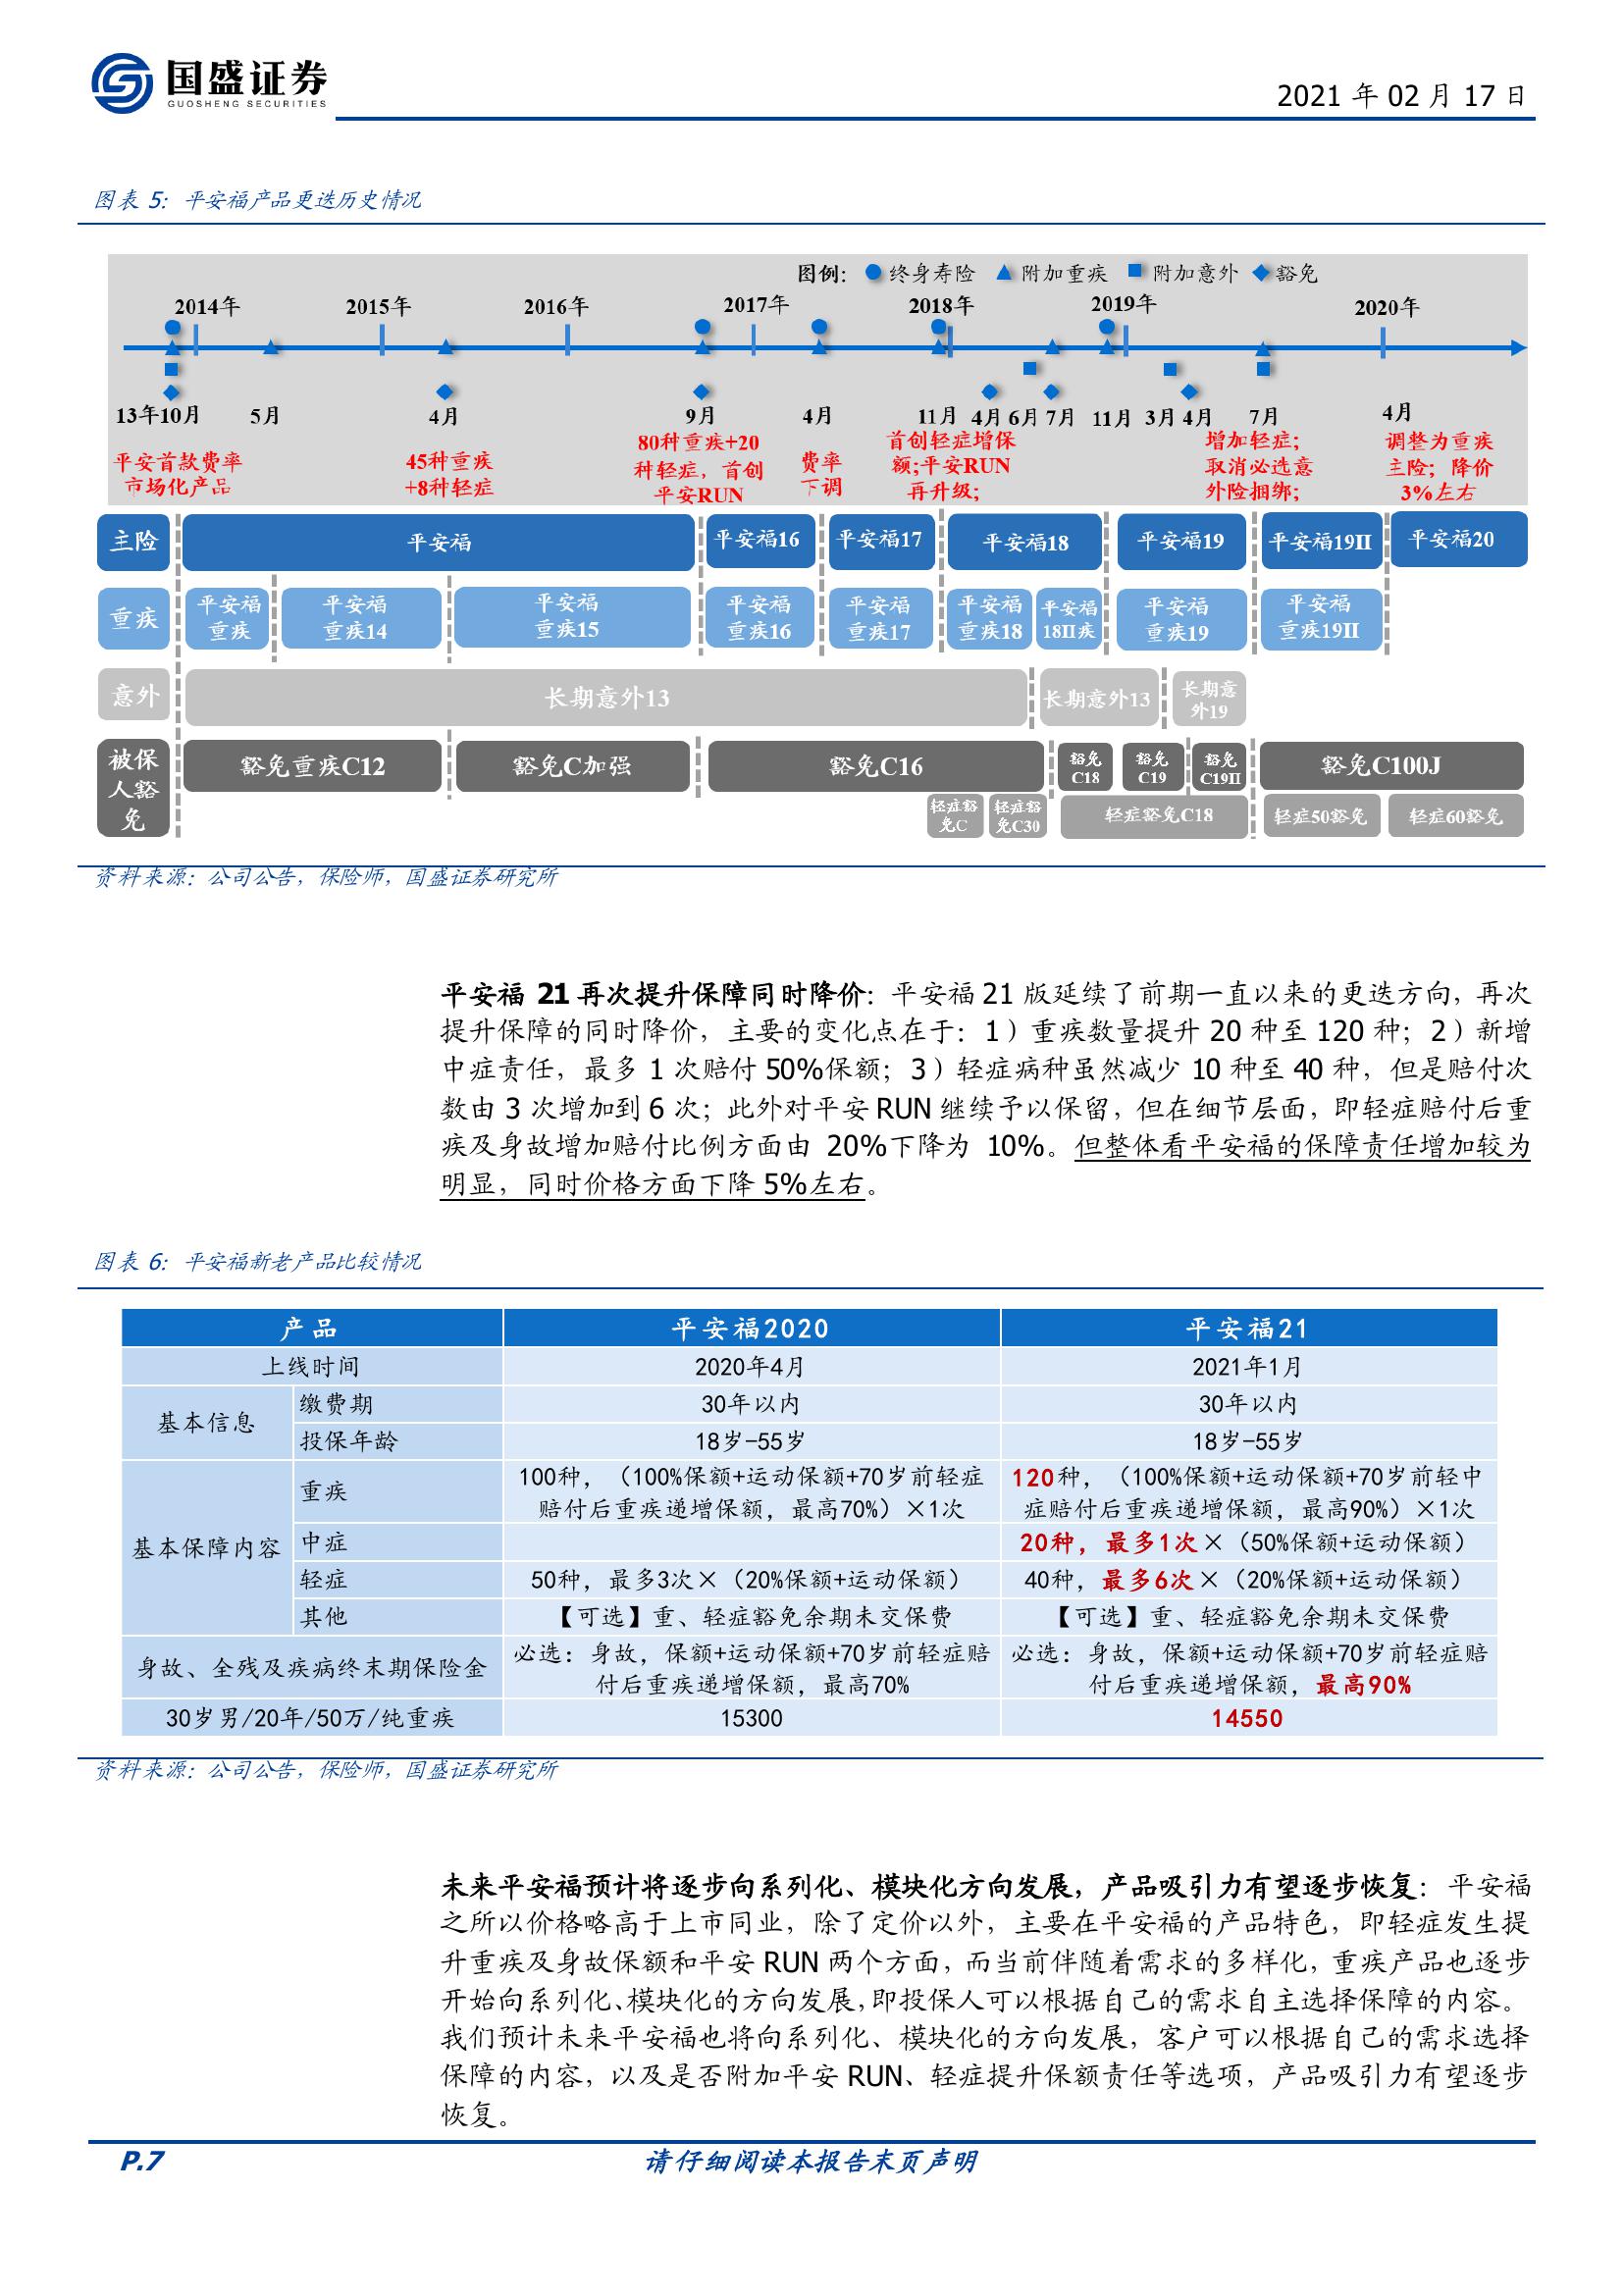 国盛证券
GUOSHENG SECURITIES
2021 年 02 月 17 日
图表 5：平安福产品更迭历史情况
图例： 终身寿险 附加重疾 附加意外 豁免
2014年 2015年 2016年 2017年 2018年 2019年 2020年
13年10月 5月 4月 9月 4月 11月 4月 6月 7月 11月 3月 4月 7月 4月
平安首款费率
市场化产品
45种重疾
+8种轻症
80种重疾+20
种轻症，首创
平安RUN
费率
下调
首创轻症增保
额;平安RUN
再升级;
增加轻症；
取消必选意
外险捆绑；
调整为重疾
主险；降价
3%左右
主险 平安福 平安福16 平安福17 平安福18 平安福19 平安福19II 平安福20
重疾
平安福
重疾
平安福
重疾14
平安福
重疾15
平安福
重疾16
平安福
重疾17
平安福
重疾18
平安福
18II疾
平安福
重疾19
平安福
重疾19II
意外 长期意外13 长期意外13
长期意
外19
被保
人豁
免
豁免重疾C12 豁免C加强 豁免C16
豁免
C18
豁免
C19
豁免
C19II
豁免C100J
轻症豁
免C
轻症豁
免C30
轻症豁免C18 轻症50豁免 轻症60豁免
资料来源：公司公告，保险师，国盛证券研究所
平安福 21 再次提升保障同时降价：平安福 21 版延续了前期一直以来的更迭方向，再次
提升保障的同时降价，主要的变化点在于：1）重疾数量提升 20 种至 120 种；2）新增
中症责任，最多 1 次赔付 50%保额；3）轻症病种虽然减少 10 种至 40 种，但是赔付次
数由 3 次增加到 6 次；此外对平安 RUN 继续予以保留，但在细节层面，即轻症赔付后重
疾及身故增加赔付比例方面由 20%下降为 10%。但整体看平安福的保障责任增加较为
明显，同时价格方面下降 5%左右。
图表 6：平安福新老产品比较情况
产品 平安福2020 平安福21
上线时间 2020年4月 2021年1月
基本信息 缴费期 30年以内 30年以内
投保年龄 18岁-55岁 18岁-55岁
基本保障内容 重疾 100种，（100%保额+运动保额+70岁前轻症
赔付后重疾递增保额，最高70%）×1次
120种，（100%保额+运动保额+70岁前轻中
症赔付后重疾递增保额，最高90%）×1次
中症 20种，最多1次×（50%保额+运动保额）
轻症 50种，最多3次×（20%保额+运动保额） 40种，最多6次×（20%保额+运动保额）
其他 【可选】重、轻症豁免余期未交保费 【可选】重、轻症豁免余期未交保费
身故、全残及疾病终末期保险金 必选：身故，保额+运动保额+70岁前轻症赔
付后重疾递增保额，最高70%
必选：身故，保额+运动保额+70岁前轻症赔
付后重疾递增保额，最高90%
30岁男/20年/50万/纯重疾 15300 14550
资料来源：公司公告，保险师，国盛证券研究所
未来平安福预计将逐步向系列化、模块化方向发展，产品吸引力有望逐步恢复：平安福
之所以价格略高于上市同业，除了定价以外，主要在平安福的产品特色，即轻症发生提
升重疾及身故保额和平安 RUN 两个方面，而当前伴随着需求的多样化，重疾产品也逐步
开始向系列化、模块化的方向发展，即投保人可以根据自己的需求自主选择保障的内容。
我们预计未来平安福也将向系列化、模块化的方向发展，客户可以根据自己的需求选择
保障的内容，以及是否附加平安 RUN、轻症提升保额责任等选项，产品吸引力有望逐步
恢复。
P.7 请仔细阅读本报告末页声明